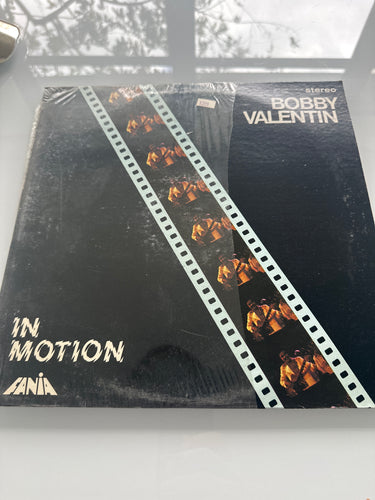 stereo
BOBBY
VALENTIN
IN
MOTION
FANIA